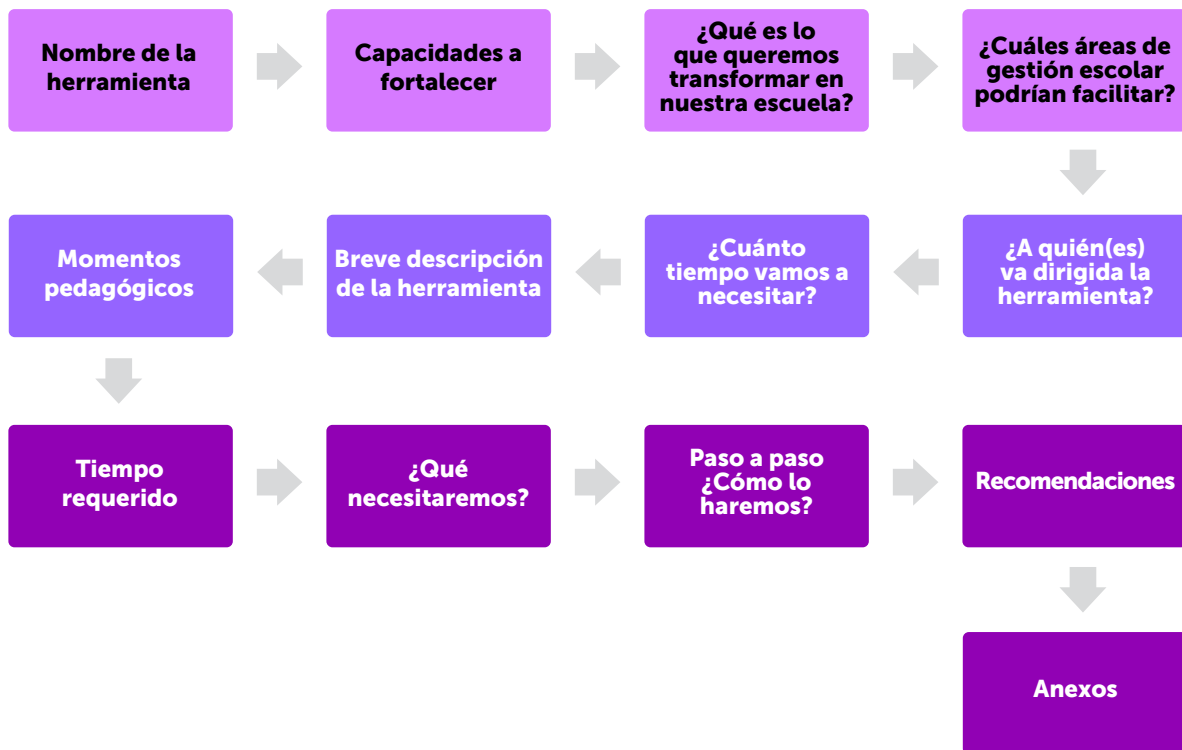 Nombre de la
herramienta
Capacidades a
fortalecer
¿Qué es lo
que queremos
transformar en
nuestra escuela?
¿Cuáles áreas de
gestión escolar
podrían facilitar?
¿A quién(es)
va dirigida la
herramienta?
¿Cuánto
tiempo vamos a
necesitar?
Breve descripción
de la herramienta
Momentos
pedagógicos
Tiempo
requerido
¿Qué
necesitaremos?
Paso a paso
¿Cómo lo
haremos?
Recomendaciones
Anexos